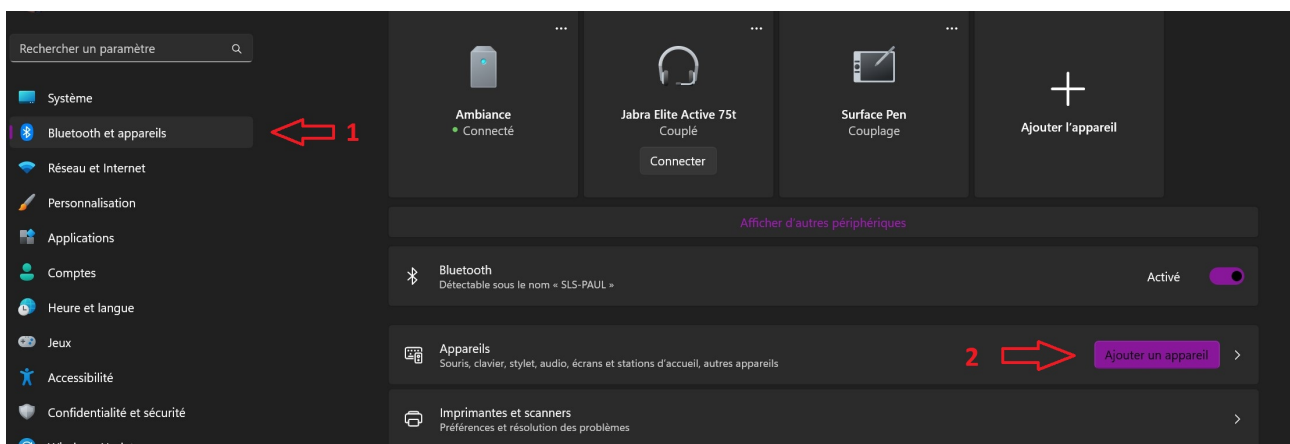 Rechercher un paramètre
Système
Bluetooth et appareils
1
Réseau et Internet
Personnalisation
Applications
Comptes
Heure et langue
Jeux
Accessibilité
Confidentialité et sécurité
...
...
...
Ambiance
Connecté
Jabra Elite Active 75t
Couplé
Connecter
Surface Pen
Couplage
Ajouter l'appareil
Afficher d'autres périphériques
Bluetooth
Détectable sous le nom « SLS-PAUL »
Activé
Appareils
Souris, clavier, stylet, audio, écrans et stations d'accueil, autres appareils
2
Ajouter un appareil
Imprimantes et scanners
Préférences et résolution des problèmes